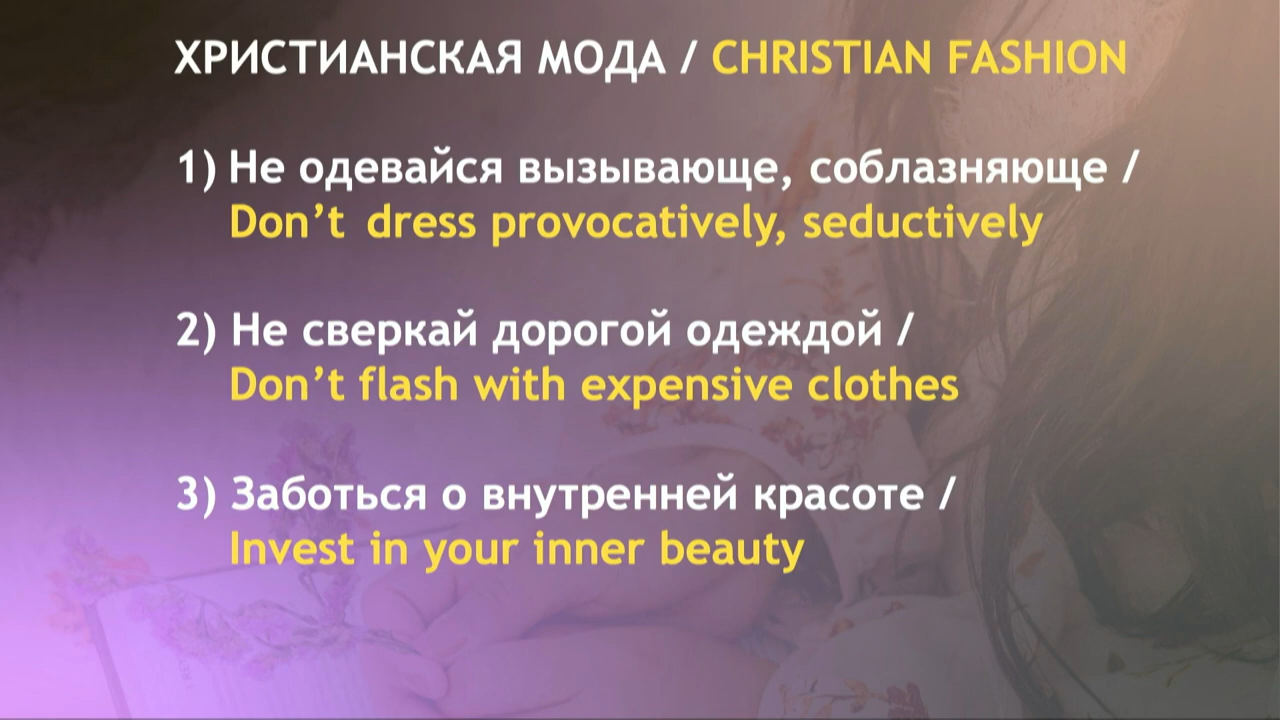 ХРИСТИАНСКАЯ МОДА / CHRISTIAN FASHION
1) Не одевайся вызывающе, соблазняюще /
Don’t dress provocatively, seductively
2) Не сверкай дорогой одеждой /
Don’t flash with expensive clothes
3) Заботься о внутренней красоте /
Invest in your inner beauty